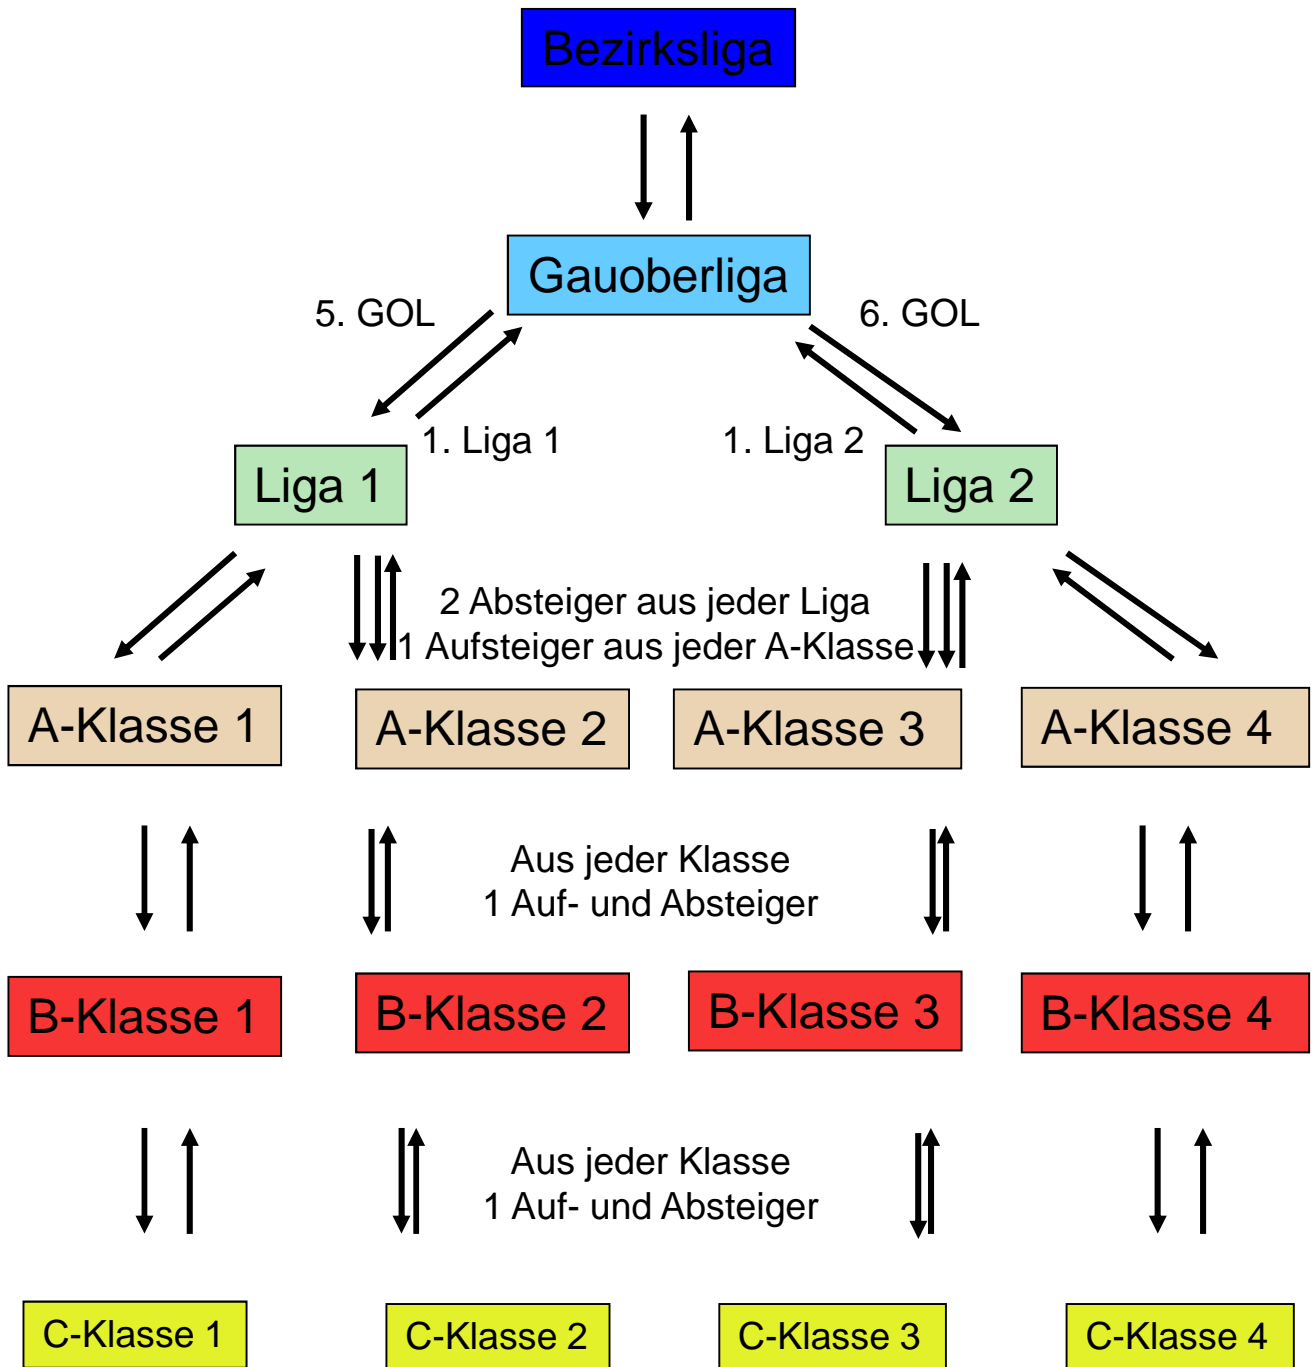 Bezirksliga
Gauoberliga
5. GOL
6. GOL
1. Liga 1
1. Liga 2
Liga 1
Liga 2
2 Absteiger aus jeder Liga
1 Aufsteiger aus jeder A-Klasse
A-Klasse 1
A-Klasse 2
A-Klasse 3
A-Klasse 4
Aus jeder Klasse
1 Auf- und Absteiger
B-Klasse 1
B-Klasse 2
B-Klasse 3
B-Klasse 4
Aus jeder Klasse
1 Auf- und Absteiger
C-Klasse 1
C-Klasse 2
C-Klasse 3
C-Klasse 4